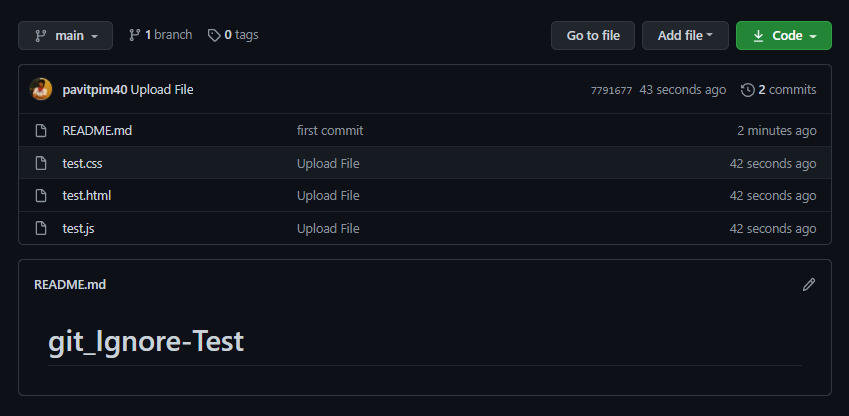 main 1 branch 0 tags Go to file Add file Code
pavitpim40 Upload File 7791677 43 seconds ago 2 commits
README.md first commit 2 minutes ago
test.css Upload File 42 seconds ago
test.html Upload File 42 seconds ago
test.js Upload File 42 seconds ago
README.md
git_Ignore-Test